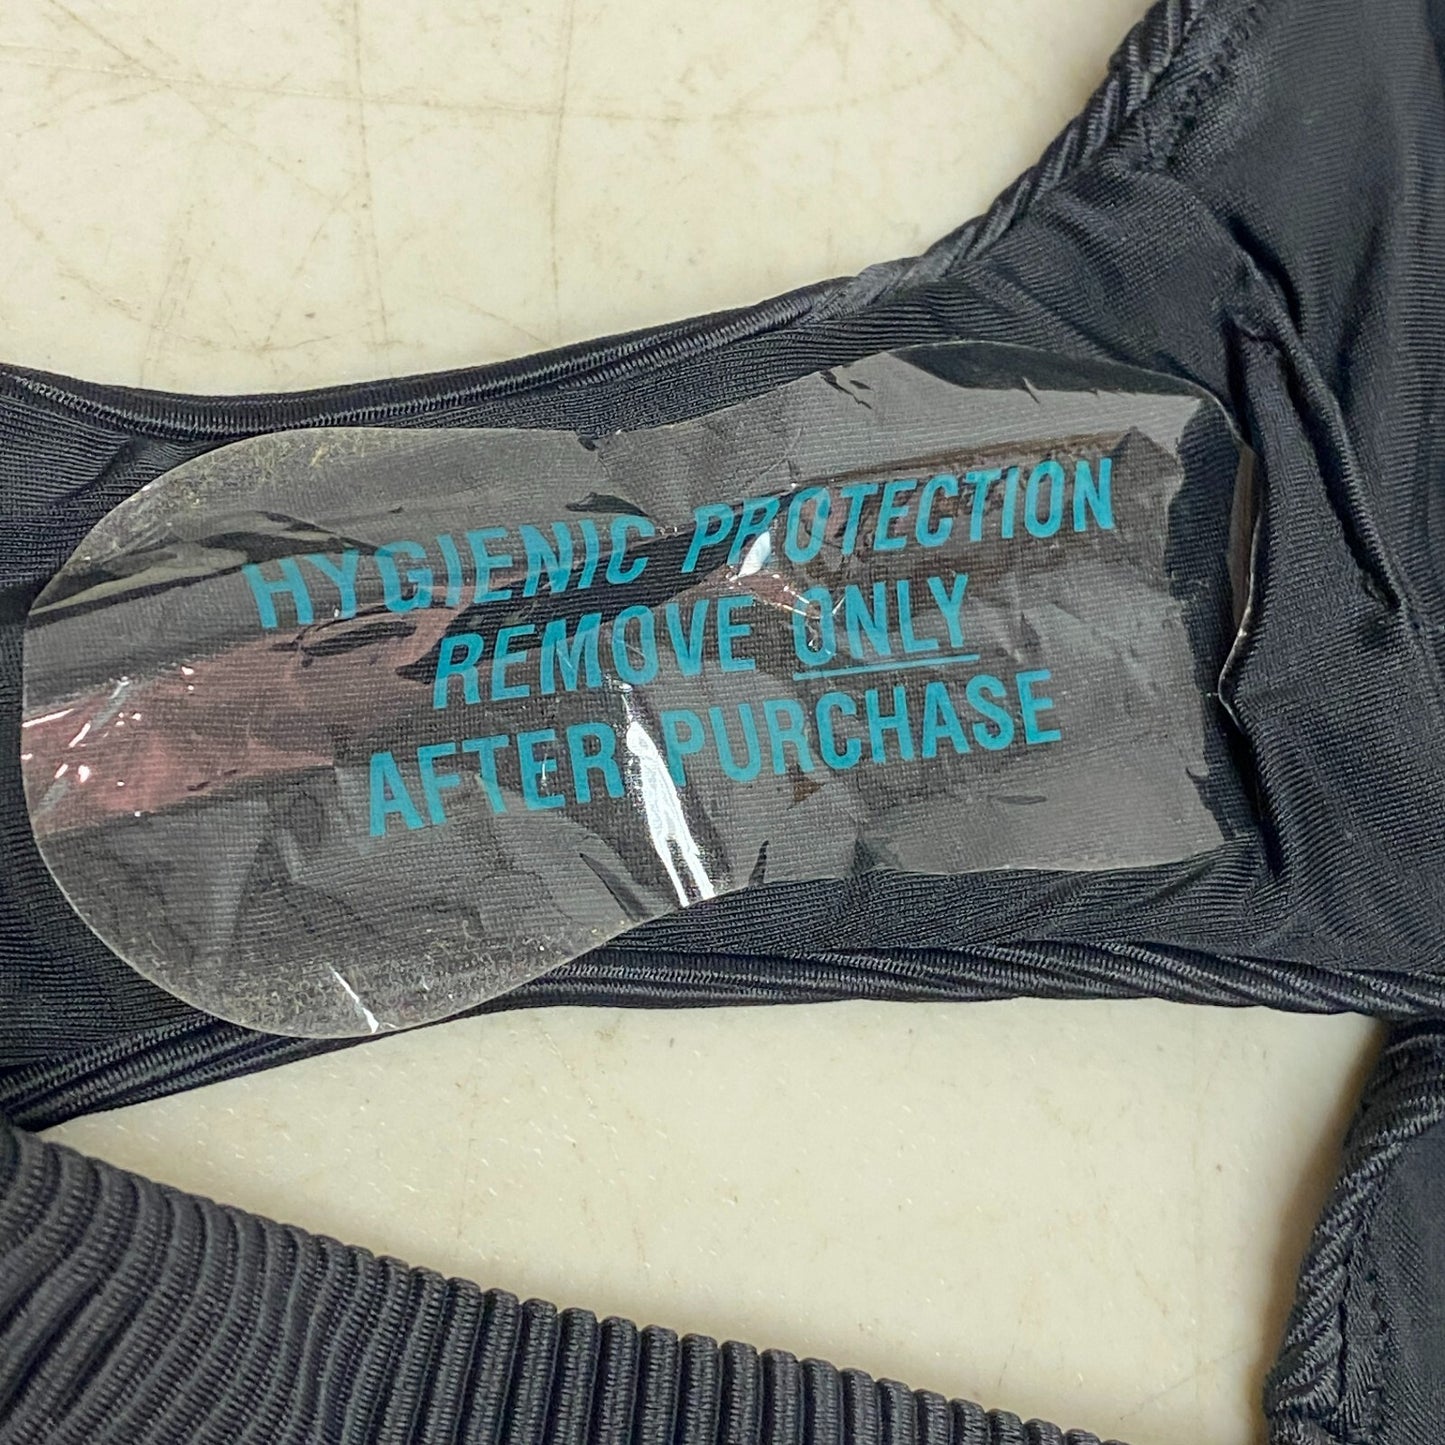 HYGIENIC PROTECTION
REMOVE ONLY
AFTER PURCHASE